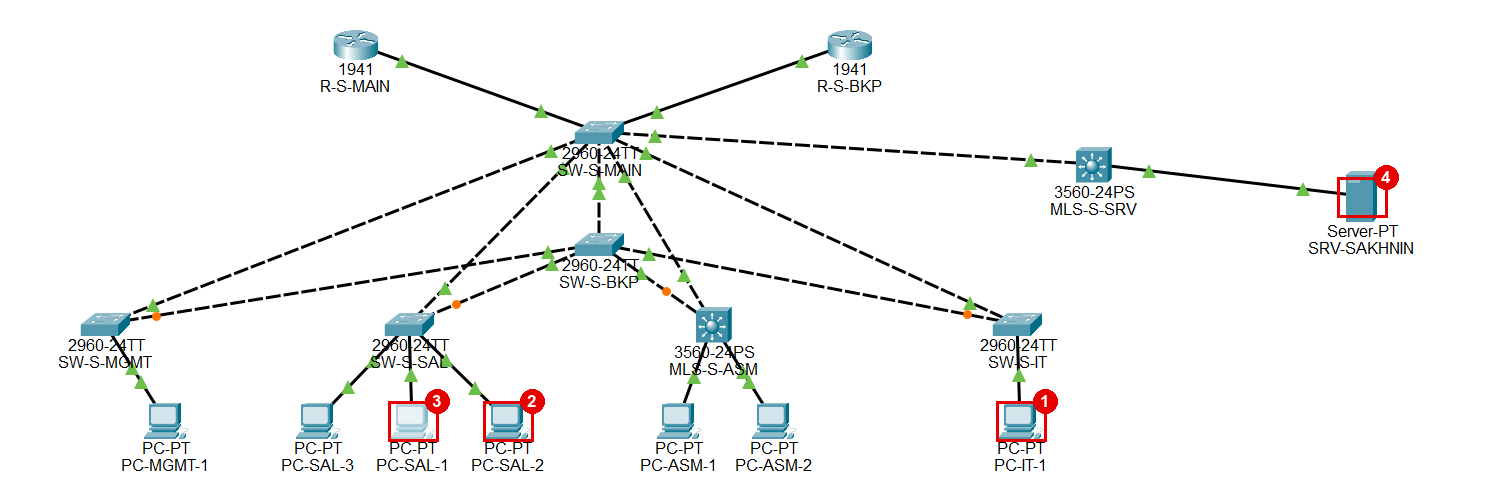 1941
R-S-MAIN
1941
R-S-BKP
2960-24TT
SW-S-MAIN
3560-24PS
MLS-S-SRV
4
Server-PT
SRV-SAKHNIN
2960-24TT
SW-S-BKP
2960-24TT
SW-S-MGMT
2960-24TT
SW-S-SAL
3560-24PS
MLS-S-ASM
2960-24TT
SW-S-IT
3
2
1
PC-PT
PC-MGMT-1
PC-PT
PC-SAL-3
PC-PT
PC-SAL-1
PC-PT
PC-SAL-2
PC-PT
PC-ASM-1
PC-PT
PC-ASM-2
PC-PT
PC-IT-1